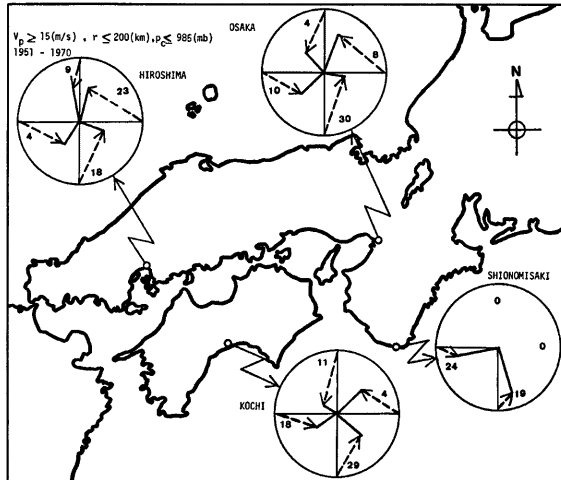 V_p ≥ 15(m/s) , r ≤ 200(km), p_c ≤ 985(mb)
1951 - 1970
OSAKA
HIROSHIMA
9
23
4
18
4
8
10
30
N
SHIONOMISAKI
0
0
24
19
KOCHI
11
4
18
29